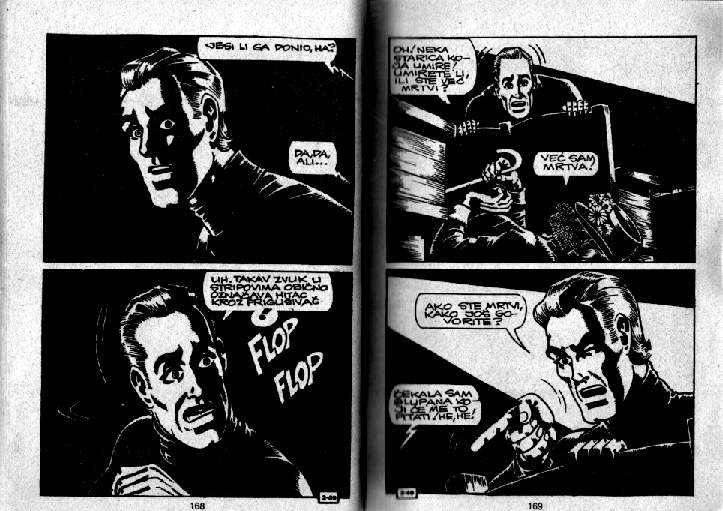 JESI LI GA DONIO, HA?
DA, DA,
ALI...
UH, TAKAV ZVUK U
STRIPOVIMA OBIČNO
OZNAČAVA HITAC
KROZ PRIGUŠIVAČ
FLOP
FLOP
168
OH! NEKA
STARICA KO-
JA UMIRE!
UMIRETE LI,
ILI STE VEĆ
MRTVI?
VEĆ SAM
MRTVA.
AKO STE MRTVI,
KAKO JOŠ GO-
VORITE?
ČEKALA SAM
GLUPANA KO-
JI ĆE ME TO
PITATI! HE, HE!
169